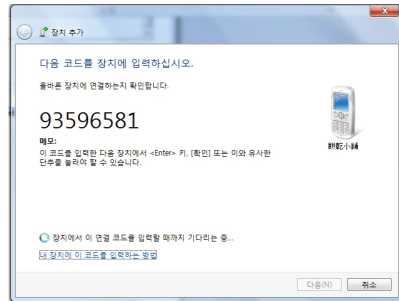 장치 추가
다음 코드를 장치에 입력하십시오.
올바른 장치에 연결하는지 확인합니다.
93596581
메모:
이 코드를 입력한 다음 장치에서 <Enter> 키, [확인] 또는 이와 유사한
단추를 눌러야 할 수 있습니다.
餠乾小鋪
장치에서 이 연결 코드를 입력할 때까지 기다리는 중...
내 장치에 이 코드를 입력하는 방법
다음(N)
취소